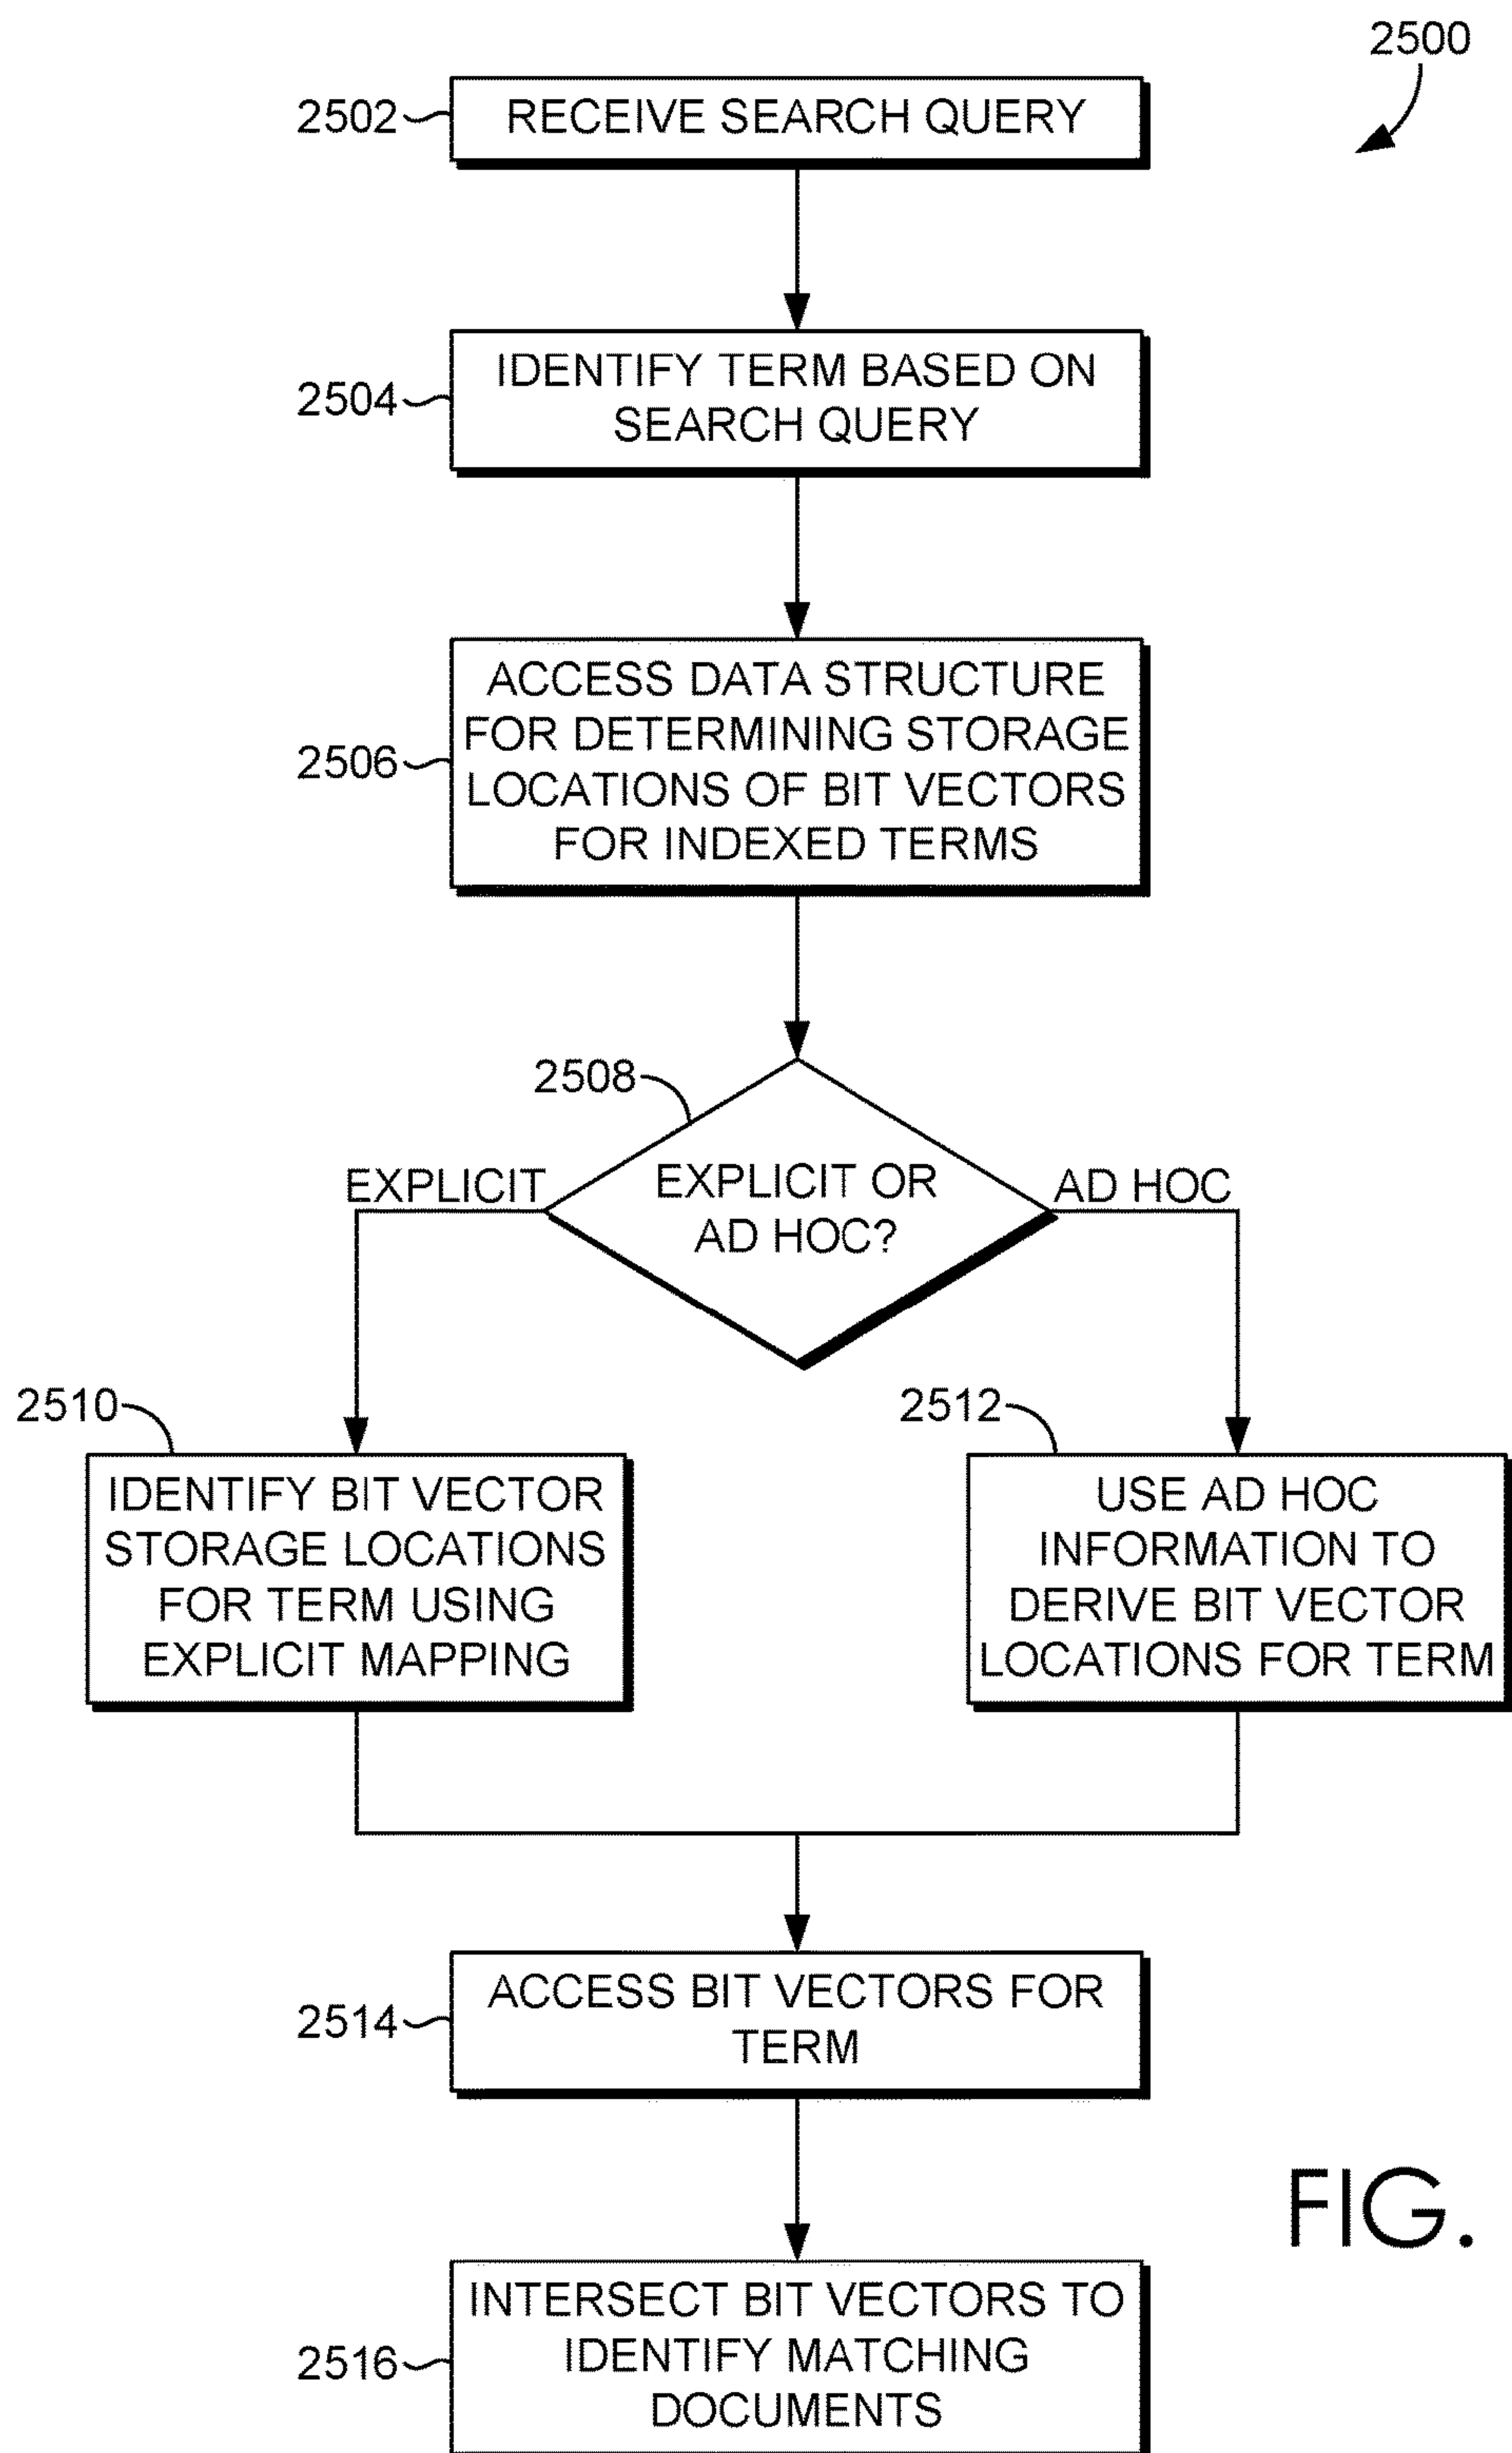 2500
2502
RECEIVE SEARCH QUERY
2504
IDENTIFY TERM BASED ON
SEARCH QUERY
2506
ACCESS DATA STRUCTURE
FOR DETERMINING STORAGE
LOCATIONS OF BIT VECTORS
FOR INDEXED TERMS
2508
EXPLICIT
EXPLICIT OR
AD HOC?
AD HOC
2510
IDENTIFY BIT VECTOR
STORAGE LOCATIONS
FOR TERM USING
EXPLICIT MAPPING
2512
USE AD HOC
INFORMATION TO
DERIVE BIT VECTOR
LOCATIONS FOR TERM
2514
ACCESS BIT VECTORS FOR
TERM
FIG.
2516
INTERSECT BIT VECTORS TO
IDENTIFY MATCHING
DOCUMENTS